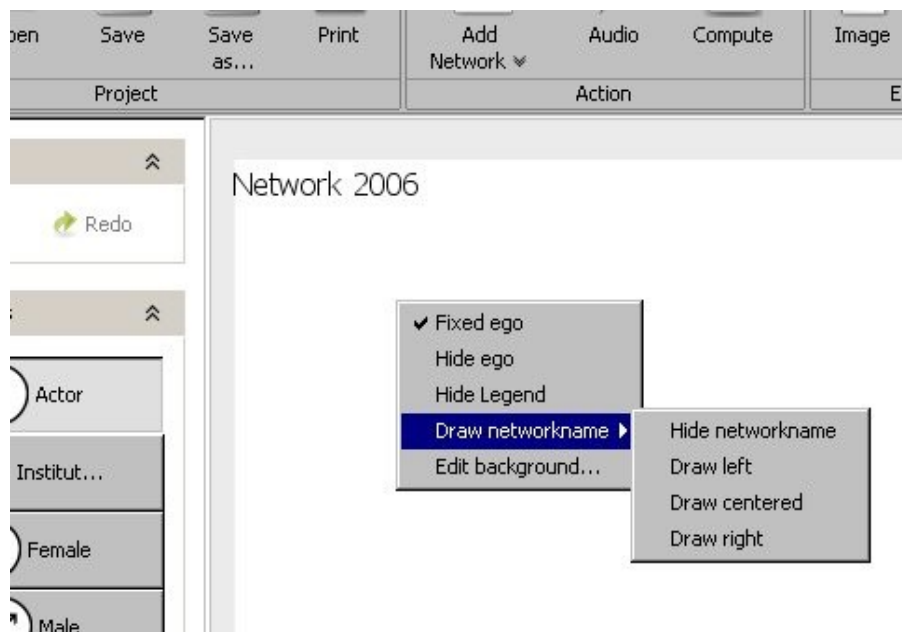 Save
Save as...
Print
Add Network
Audio
Compute
Image
Project
Action
Network 2006
Redo
Fixed ego
Hide ego
Hide Legend
Draw networkname
Edit background...
Hide networkname
Draw left
Draw centered
Draw right
Actor
Institut...
Female
Male